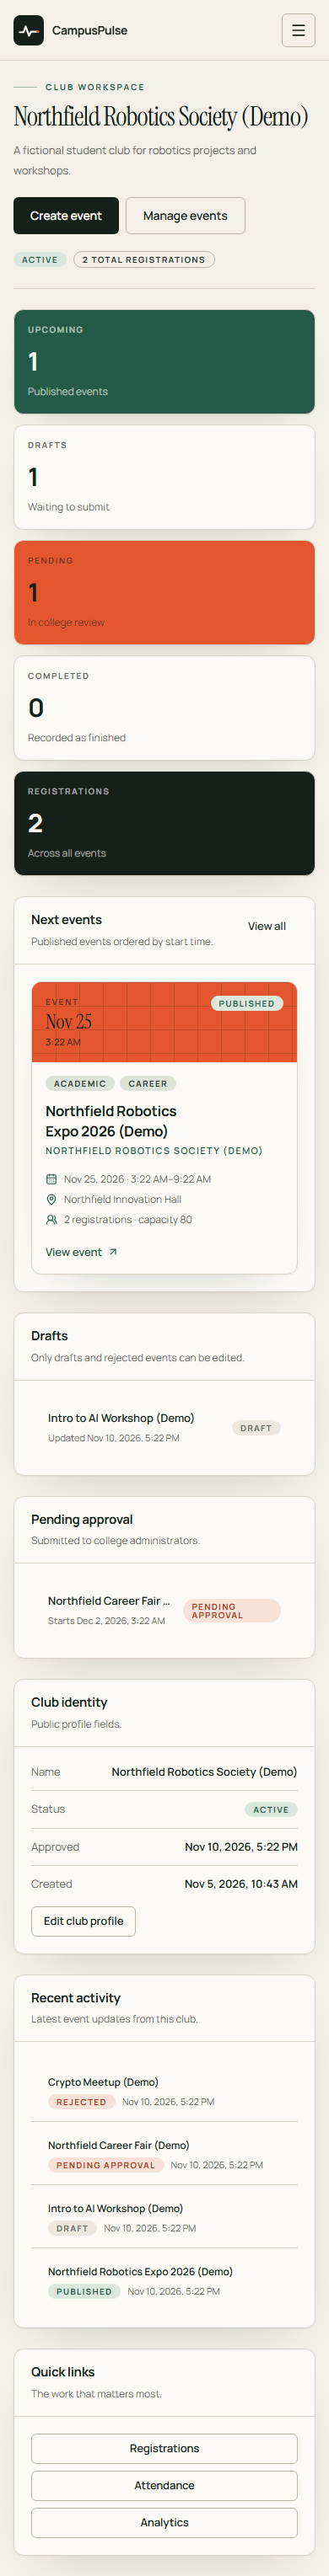 CampusPulse
CLUB WORKSPACE
Northfield Robotics Society (Demo)
A fictional student club for robotics projects and
workshops.
Create event
Manage events
ACTIVE
2 TOTAL REGISTRATIONS
UPCOMING
1
Published events
DRAFTS
1
Waiting to submit
PENDING
1
In college review
COMPLETED
0
Recorded as finished
REGISTRATIONS
2
Across all events
Next events
Published events ordered by start time.
View all
EVENT
Nov 25
3:22 AM
PUBLISHED
ACADEMIC
CAREER
Northfield Robotics
Expo 2026 (Demo)
NORTHFIELD ROBOTICS SOCIETY (DEMO)
Nov 25, 2026 · 3:22 AM–9:22 AM
Northfield Innovation Hall
2 registrations · capacity 80
View event
Drafts
Only drafts and rejected events can be edited.
Intro to AI Workshop (Demo)
Updated Nov 10, 2026, 5:22 PM
DRAFT
Pending approval
Submitted to college administrators.
Northfield Career Fair ...
Starts Dec 2, 2026, 3:22 AM
PENDING
APPROVAL
Club identity
Public profile fields.
Name
Northfield Robotics Society (Demo)
Status
ACTIVE
Approved
Nov 10, 2026, 5:22 PM
Created
Nov 5, 2026, 10:43 AM
Edit club profile
Recent activity
Latest event updates from this club.
Crypto Meetup (Demo)
REJECTED
Nov 10, 2026, 5:22 PM
Northfield Career Fair (Demo)
PENDING APPROVAL
Nov 10, 2026, 5:22 PM
Intro to AI Workshop (Demo)
DRAFT
Nov 10, 2026, 5:22 PM
Northfield Robotics Expo 2026 (Demo)
PUBLISHED
Nov 10, 2026, 5:22 PM
Quick links
The work that matters most.
Registrations
Attendance
Analytics